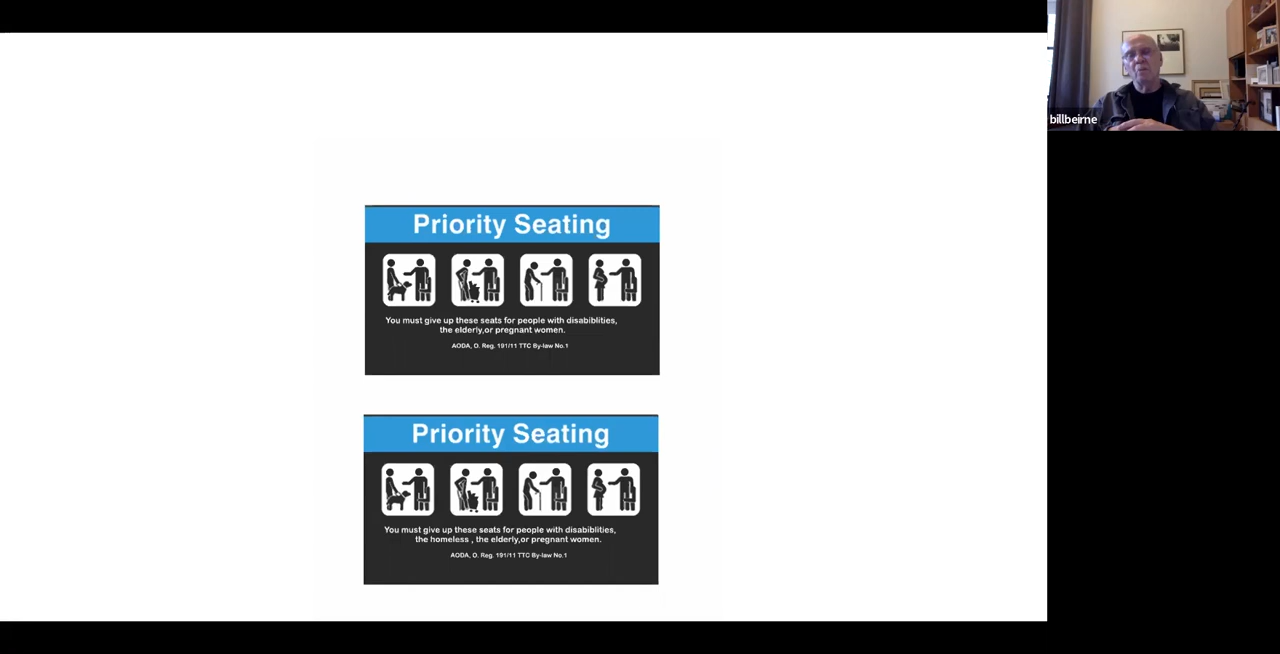 billbeirne
Priority Seating
You must give up these seats for people with disabiblities,
the elderly,or pregnant women.
AODA, O. Reg. 191/11 TTC By-law No.1
Priority Seating
You must give up these seats for people with disabiblities,
the homeless , the elderly,or pregnant women.
AODA, O. Reg. 191/11 TTC By-law No.1